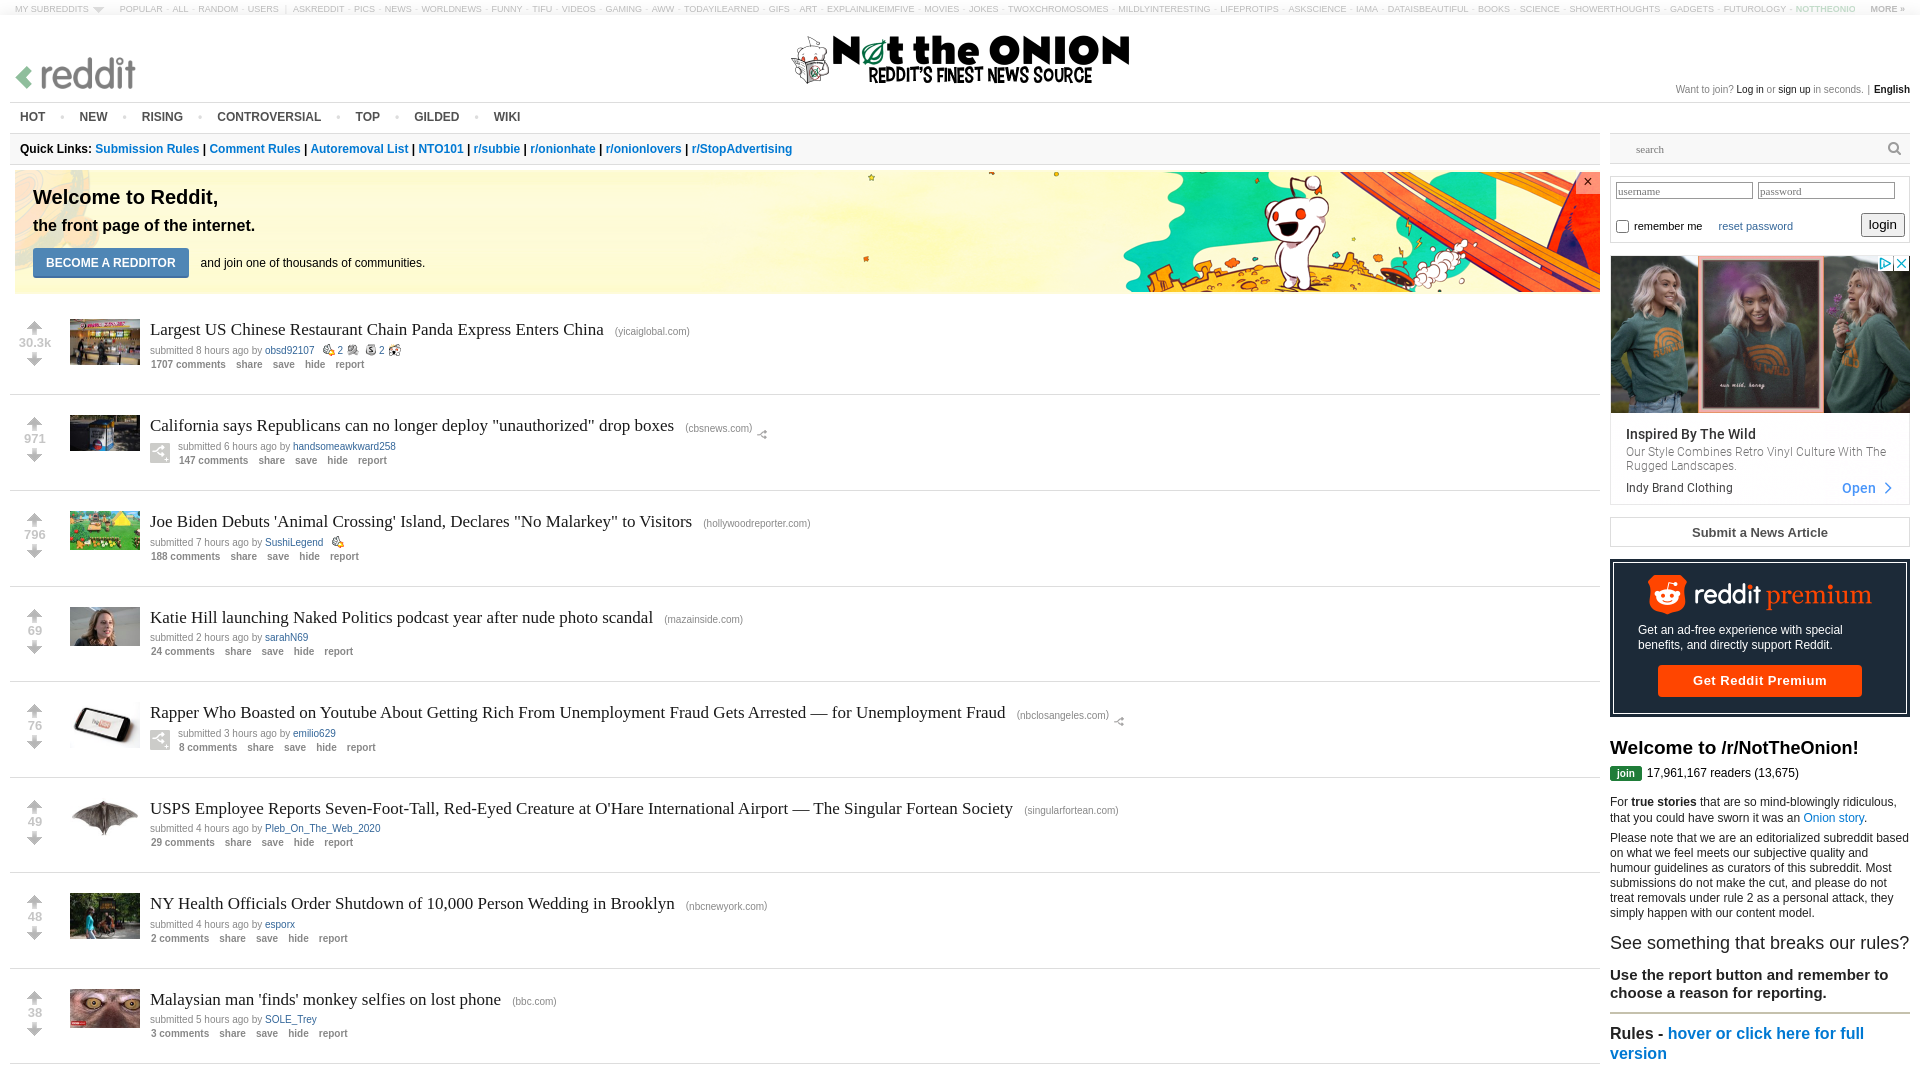 MY SUBREDDITS POPULAR - ALL - RANDOM - USERS | ASKREDDIT - PICS - NEWS - WORLDNEWS - FUNNY - TIFU - VIDEOS - GAMING - AWW - TODAYILEARNED - GIFS - ART - EXPLAINLIKEIMFIVE - MOVIES - JOKES - TWOXCHROMOSOMES - MILDLYINTERESTING - LIFEPROTIPS - ASKSCIENCE - IAMA - DATAISBEAUTIFUL - BOOKS - SCIENCE - SHOWERTHOUGHTS - GADGETS - FUTUROLOGY - NOTTHEONION MORE »
reddit
Not the ONION
REDDIT'S FINEST NEWS SOURCE
Want to join? Log in or sign up in seconds. | English
HOT • NEW • RISING • CONTROVERSIAL • TOP • GILDED • WIKI
Quick Links: Submission Rules | Comment Rules | Autoremoval List | NTO101 | r/subbie | r/onionhate | r/onionlovers | r/StopAdvertising
Welcome to Reddit,
the front page of the internet.
BECOME A REDDITOR and join one of thousands of communities.
×
30.3k
Largest US Chinese Restaurant Chain Panda Express Enters China (yicaiglobal.com)
submitted 8 hours ago by obsd92107 2 2
1707 comments share save hide report
971
California says Republicans can no longer deploy "unauthorized" drop boxes (cbsnews.com)
submitted 6 hours ago by handsomeawkward258
147 comments share save hide report
796
Joe Biden Debuts 'Animal Crossing' Island, Declares "No Malarkey" to Visitors (hollywoodreporter.com)
submitted 7 hours ago by SushiLegend
188 comments share save hide report
69
Katie Hill launching Naked Politics podcast year after nude photo scandal (mazainside.com)
submitted 2 hours ago by sarahN69
24 comments share save hide report
76
Rapper Who Boasted on Youtube About Getting Rich From Unemployment Fraud Gets Arrested — for Unemployment Fraud (nbclosangeles.com)
submitted 3 hours ago by emilio629
8 comments share save hide report
49
USPS Employee Reports Seven-Foot-Tall, Red-Eyed Creature at O'Hare International Airport — The Singular Fortean Society (singularfortean.com)
submitted 4 hours ago by Pleb_On_The_Web_2020
29 comments share save hide report
48
NY Health Officials Order Shutdown of 10,000 Person Wedding in Brooklyn (nbcnewyork.com)
submitted 4 hours ago by esporx
2 comments share save hide report
38
Malaysian man 'finds' monkey selfies on lost phone (bbc.com)
submitted 5 hours ago by SOLE_Trey
3 comments share save hide report
search
username password
remember me reset password login
run wild, honey
Inspired By The Wild
Our Style Combines Retro Vinyl Culture With The
Rugged Landscapes.
Indy Brand Clothing Open
Submit a News Article
reddit premium
Get an ad-free experience with special
benefits, and directly support Reddit.
Get Reddit Premium
Welcome to /r/NotTheOnion!
join 17,961,167 readers (13,675)
For true stories that are so mind-blowingly ridiculous,
that you could have sworn it was an Onion story.
Please note that we are an editorialized subreddit based
on what we feel meets our subjective quality and
humour guidelines as curators of this subreddit. Most
submissions do not make the cut, and please do not
treat removals under rule 2 as a personal attack, they
simply happen with our content model.
See something that breaks our rules?
Use the report button and remember to
choose a reason for reporting.
Rules - hover or click here for full
version